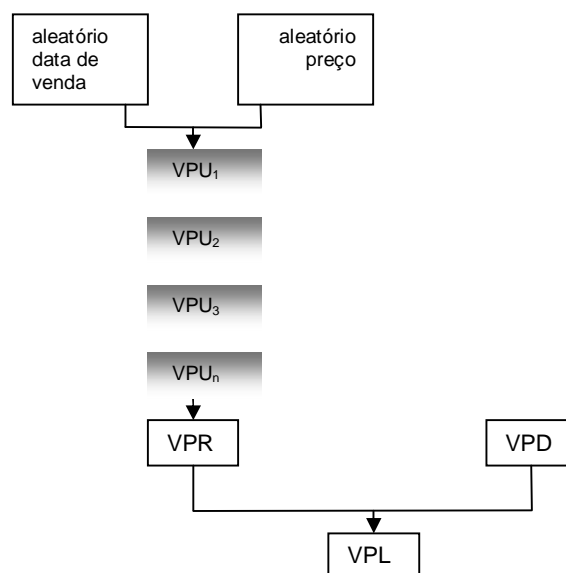 aleatório
data de
venda
aleatório
preço
VPU₁
VPU₂
VPU₃
VPUₙ
VPR
VPD
VPL